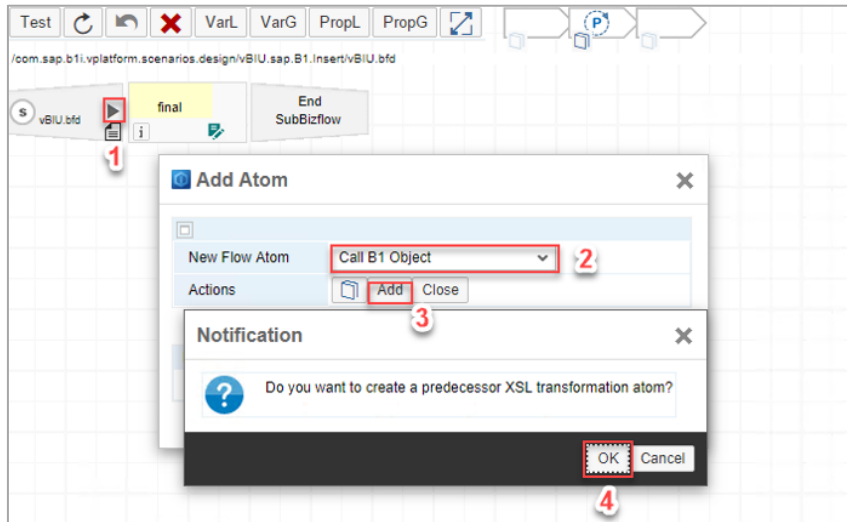 Test VarL VarG PropL PropG
P
/com.sap.b1i.vplatform.scenarios.design/vBIU.sap.B1.Insert/vBIU.bfd
S vBIU.bfd final End
SubBizflow
i
1
Add Atom
New Flow Atom Call B1 Object 2
Actions Add Close
3
Notification
? Do you want to create a predecessor XSL transformation atom?
OK Cancel
4